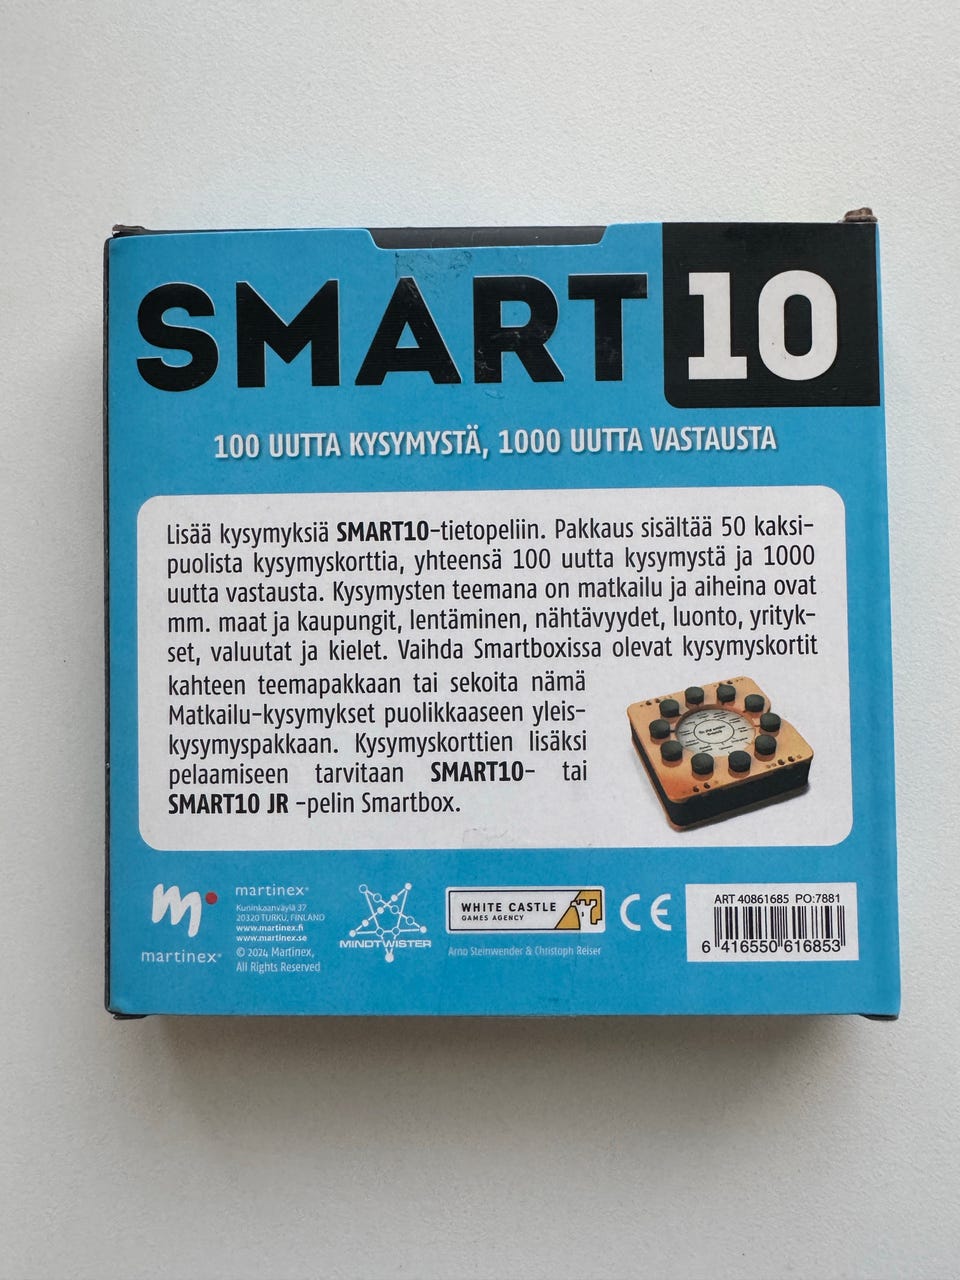 SMART10
100 UUTTA KYSYMYSTÄ, 1000 UUTTA VASTAUSTA
Lisää kysymyksiä SMART10-tietopeliin. Pakkaus sisältää 50 kaksi-
puolista kysymyskorttia, yhteensä 100 uutta kysymystä ja 1000
uutta vastausta. Kysymysten teemana on matkailu ja aiheina ovat
mm. maat ja kaupungit, lentäminen, nähtävyydet, luonto, yrityk-
set, valuutat ja kielet. Vaihda Smartboxissa olevat kysymyskortit
kahteen teemapakkaan tai sekoita nämä
Matkailu-kysymykset puolikkaaseen yleis-
kysymyspakkaan. Kysymyskorttien lisäksi
pelaamiseen tarvitaan SMART10- tai
SMART10 JR -pelin Smartbox.
m
martinex®
martinex®
Kuninkaanväylä 37
20320 TURKU, FINLAND
www.martinex.fi
www.martinex.se
© 2024 Martinex,
All Rights Reserved
MINDTWISTER
WHITE CASTLE
GAMES AGENCY
Arno Steinwender & Christoph Reiser
CE
ART 40861685 PO:7881
6 416550 616853